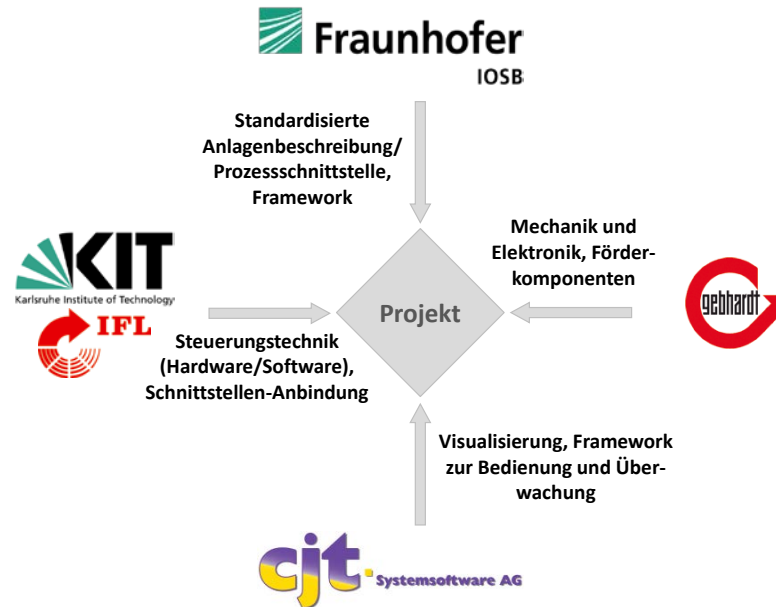 Fraunhofer
IOSB
Standardisierte
Anlagenbeschreibung/
Prozessschnittstelle,
Framework
Mechanik und
Elektronik, Förder-
komponenten
KIT
Karlsruhe Institute of Technology
IFL
Projekt
gebhardt
Steuerungstechnik
(Hardware/Software),
Schnittstellen-Anbindung
Visualisierung, Framework
zur Bedienung und Über-
wachung
cjt Systemsoftware AG